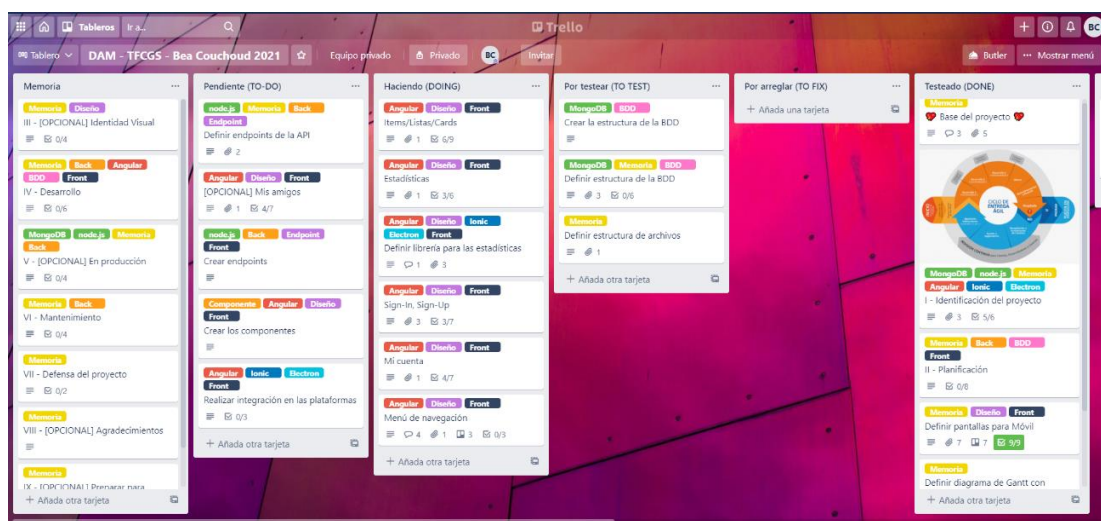 Tableros Ir a... Trello BC
Tablero DAM - TFCGS - Bea Couchoud 2021 Equipo privado Privado BC Invitar Butler ... Mostrar menú
Memoria ...
Memoria Diseño
III - [OPCIONAL] Identidad Visual
0/4
Memoria Back Angular
BDD Front
IV - Desarrollo
0/6
MongoDB node.js Memoria
Back
V - [OPCIONAL] En producción
0/4
Memoria Back
VI - Mantenimiento
0/4
Memoria
VII - Defensa del proyecto
0/2
Memoria
VIII - [OPCIONAL] Agradecimientos
Memoria
IX - [OPCIONAL] Preparar para
+ Añada otra tarjeta
Pendiente (TO-DO) ...
node.js Memoria Back
Endpoint
Definir endpoints de la API
2
Angular Diseño Front
[OPCIONAL] Mis amigos
1 4/7
node.js Back Endpoint
Front
Crear endpoints
Componente Angular Diseño
Front
Crear los componentes
Angular Ionic Electron
Front
Realizar integración en las plataformas
0/3
+ Añada otra tarjeta
Haciendo (DOING) ...
Angular Diseño Front
Items/Listas/Cards
1 6/9
Angular Diseño Front
Estadísticas
1 3/6
Angular Diseño Ionic
Electron Front
Definir librería para las estadísticas
1 3
Angular Diseño Front
Sign-In, Sign-Up
3 3/7
Angular Diseño Front
Mi cuenta
1 4/7
Angular Diseño Front
Menú de navegación
4 1 3 0/3
+ Añada otra tarjeta
Por testear (TO TEST) ...
MongoDB BDD
Crear la estructura de la BDD
MongoDB Memoria BDD
Definir estructura de la BDD
3 0/6
Memoria
Definir estructura de archivos
1
+ Añada otra tarjeta
Por arreglar (TO FIX) ...
+ Añada una tarjeta
Testeado (DONE) ...
Memoria
Base del proyecto
3 5
CICLO DE
ENTREGA
ÁGIL
MongoDB node.js Memoria
Angular Ionic Electron
I - Identificación del proyecto
3 5/6
Memoria Back BDD
Front
II - Planificación
0/8
Memoria Diseño Front
Definir pantallas para Móvil
7 7 9/9
Memoria
Definir diagrama de Gantt con
+ Añada otra tarjeta